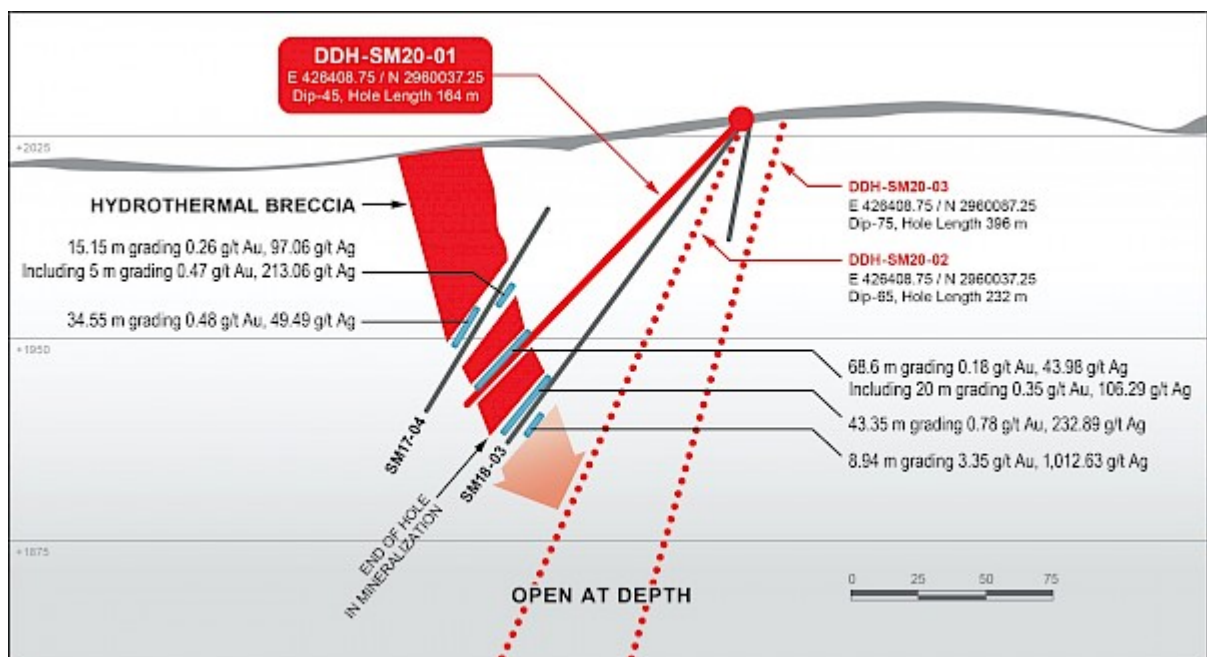 DDH-SM20-01
E 426408.75 / N 2960037.25
Dip-45, Hole Length 164 m
+2025
HYDROTHERMAL BRECCIA
15.15 m grading 0.26 g/t Au, 97.06 g/t Ag
Including 5 m grading 0.47 g/t Au, 213.06 g/t Ag
34.55 m grading 0.48 g/t Au, 49.49 g/t Ag
DDH-SM20-03
E 426408.75 / N 2960087.25
Dip-75, Hole Length 396 m
DDH-SM20-02
E 426408.75 / N 2960037.25
Dip-65, Hole Length 232 m
+1950
68.6 m grading 0.18 g/t Au, 43.98 g/t Ag
Including 20 m grading 0.35 g/t Au, 106.29 g/t Ag
43.35 m grading 0.78 g/t Au, 232.89 g/t Ag
8.94 m grading 3.35 g/t Au, 1,012.63 g/t Ag
SM17-04
SM18-03
END OF HOLE
IN MINERALIZATION
+1875
OPEN AT DEPTH
0 25 50 75